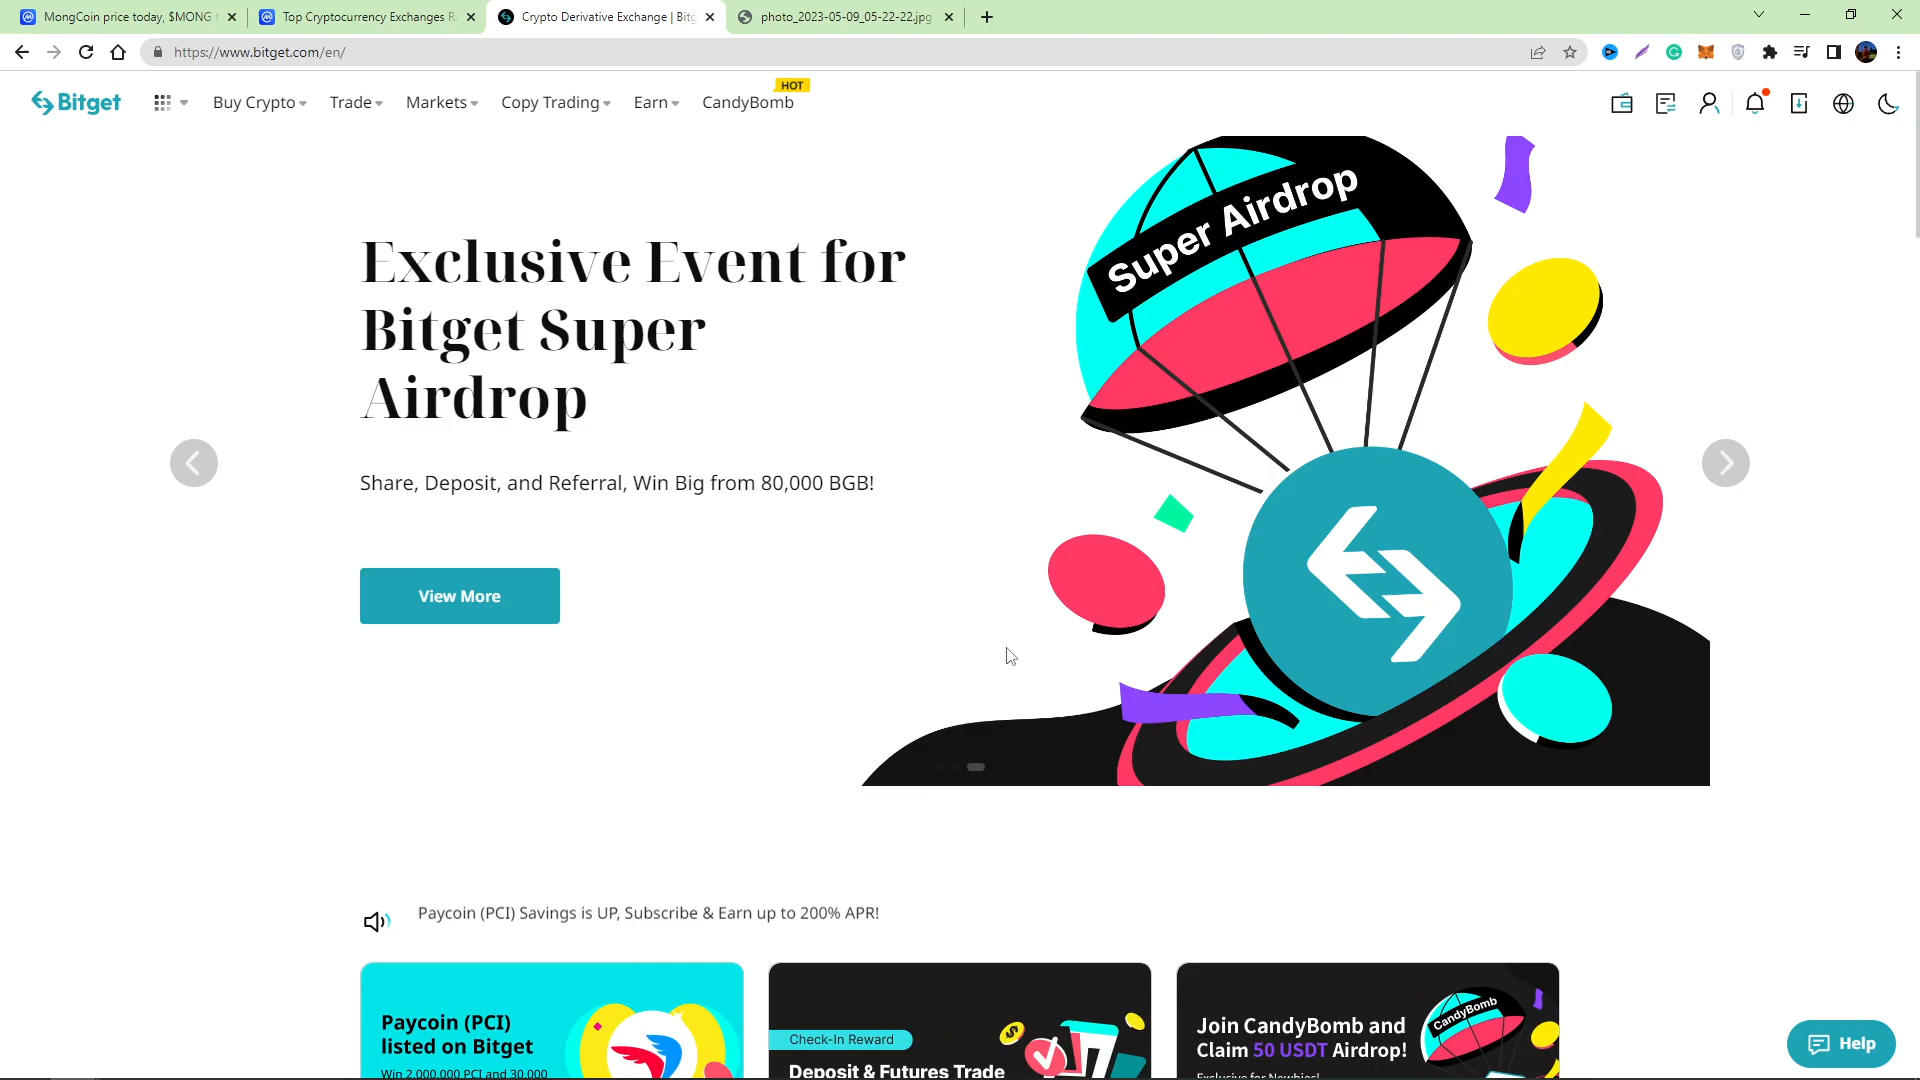 MongCoin price today, $MONG t
Top Cryptocurrency Exchanges R
Crypto Derivative Exchange | Bitg
photo_2023-05-09_05-22-22.jpg
https://www.bitget.com/en/
Bitget
Buy Crypto
Trade
Markets
Copy Trading
Earn
CandyBomb
HOT
Super Airdrop
Exclusive Event for
Bitget Super
Airdrop
Share, Deposit, and Referral, Win Big from 80,000 BGB!
View More
Paycoin (PCI) Savings is UP, Subscribe & Earn up to 200% APR!
Paycoin (PCI)
listed on Bitget
Win 2,000,000 PCI and 30,000
Check-In Reward
Deposit & Futures Trade
Join CandyBomb and
Claim 50 USDT Airdrop!
Exclusive for Newbies!
CandyBomb
Help